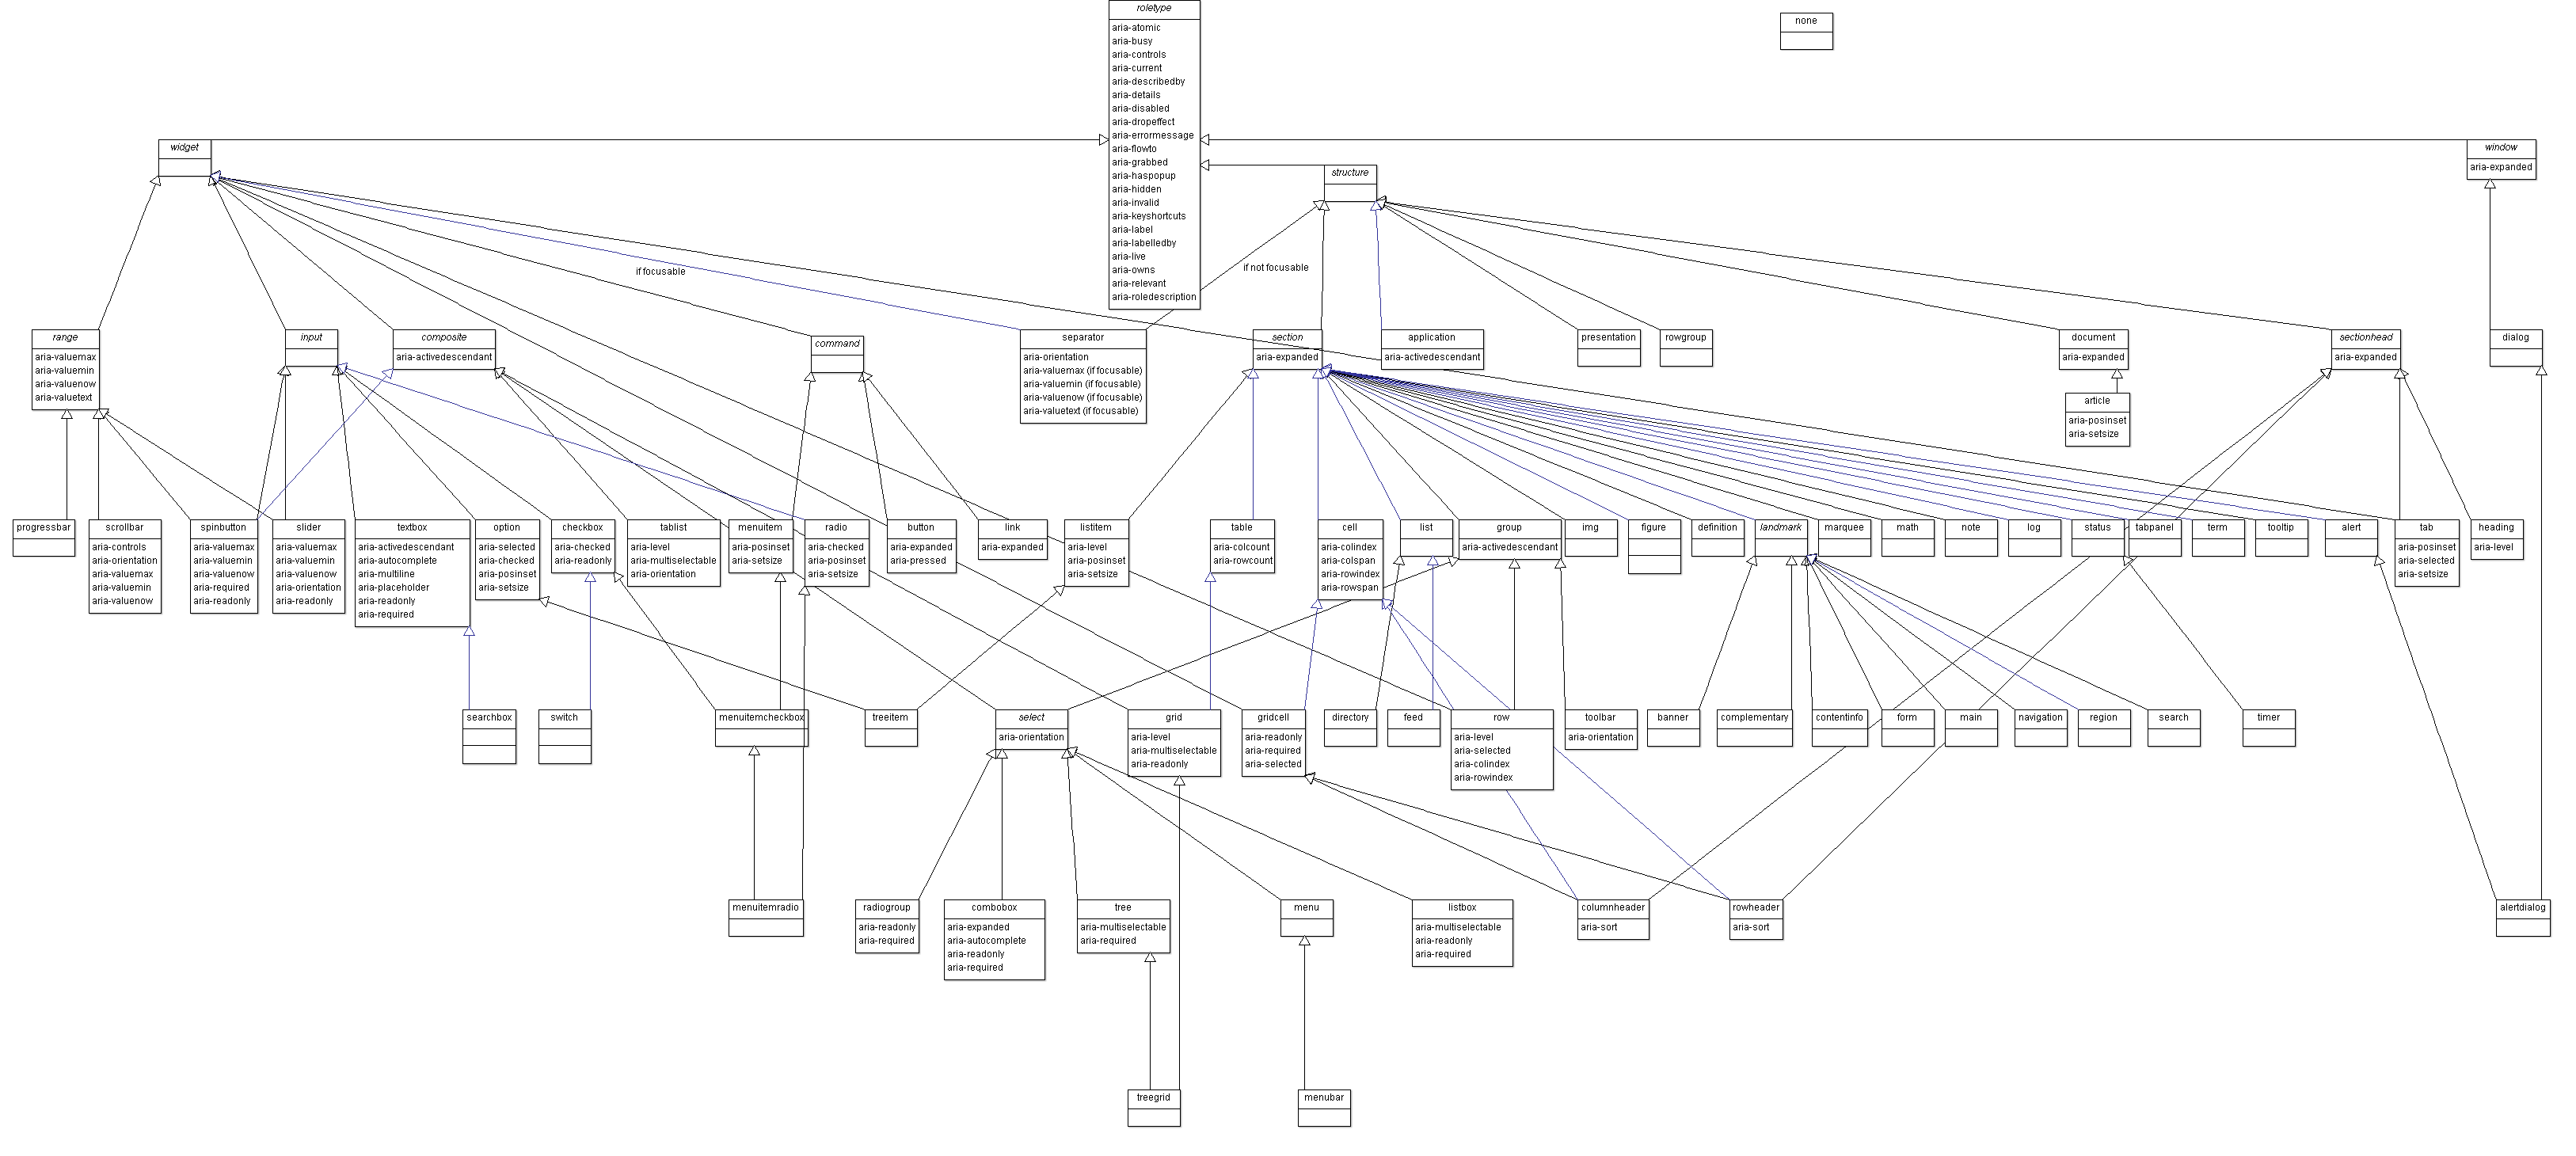 roletype
aria-atomic
aria-busy
aria-controls
aria-current
aria-describedby
aria-details
aria-disabled
aria-dropeffect
aria-errormessage
aria-flowto
aria-grabbed
aria-haspopup
aria-hidden
aria-invalid
aria-keyshortcuts
aria-label
aria-labelledby
aria-live
aria-owns
aria-relevant
aria-roledescription
none
widget
window
aria-expanded
structure
if focusable
if not focusable
range
aria-valuemax
aria-valuemin
aria-valuenow
aria-valuetext
input
composite
aria-activedescendant
command
separator
aria-orientation
aria-valuemax (if focusable)
aria-valuemin (if focusable)
aria-valuenow (if focusable)
aria-valuetext (if focusable)
section
aria-expanded
application
aria-activedescendant
presentation
rowgroup
document
aria-expanded
article
aria-posinset
aria-setsize
sectionhead
aria-expanded
dialog
progressbar
scrollbar
aria-controls
aria-orientation
aria-valuemax
aria-valuemin
aria-valuenow
spinbutton
aria-valuemax
aria-valuemin
aria-valuenow
aria-required
aria-readonly
slider
aria-valuemax
aria-valuemin
aria-valuenow
aria-orientation
aria-readonly
textbox
aria-activedescendant
aria-autocomplete
aria-multiline
aria-placeholder
aria-readonly
aria-required
option
aria-selected
aria-checked
aria-posinset
aria-setsize
checkbox
aria-checked
aria-readonly
tablist
aria-level
aria-multiselectable
aria-orientation
menuitem
aria-posinset
aria-setsize
radio
aria-checked
aria-posinset
aria-setsize
button
aria-expanded
aria-pressed
link
aria-expanded
listitem
aria-level
aria-posinset
aria-setsize
table
aria-colcount
aria-rowcount
cell
aria-colindex
aria-colspan
aria-rowindex
aria-rowspan
list
group
aria-activedescendant
img
figure
definition
landmark
marquee
math
note
log
status
tabpanel
term
tooltip
alert
tab
aria-posinset
aria-selected
aria-setsize
heading
aria-level
searchbox
switch
menuitemcheckbox
treeitem
select
aria-orientation
grid
aria-level
aria-multiselectable
aria-readonly
gridcell
aria-readonly
aria-required
aria-selected
directory
feed
row
aria-level
aria-selected
aria-colindex
aria-rowindex
toolbar
aria-orientation
banner
complementary
contentinfo
form
main
navigation
region
search
timer
menuitemradio
radiogroup
aria-readonly
aria-required
combobox
aria-expanded
aria-autocomplete
aria-readonly
aria-required
tree
aria-multiselectable
aria-required
menu
listbox
aria-multiselectable
aria-readonly
aria-required
columnheader
aria-sort
rowheader
aria-sort
alertdialog
treegrid
menubar